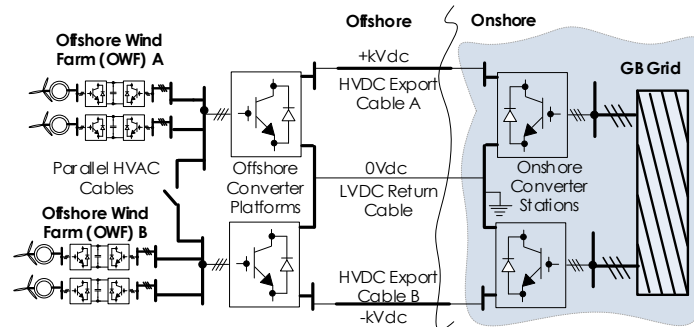 Offshore
Onshore
Offshore Wind
Farm (OWF) A
+kVdc
HVDC Export
Cable A
GB Grid
Parallel HVAC
Cables
Offshore
Converter
Platforms
0Vdc
LVDC Return
Cable
Onshore
Converter
Stations
Offshore Wind
Farm (OWF) B
HVDC Export
Cable B
-kVdc